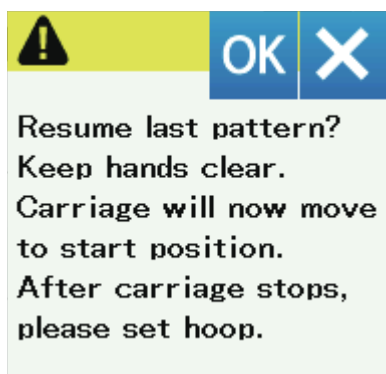 OK
Resume last pattern?
Keep hands clear.
Carriage will now move
to start position.
After carriage stops,
please set hoop.